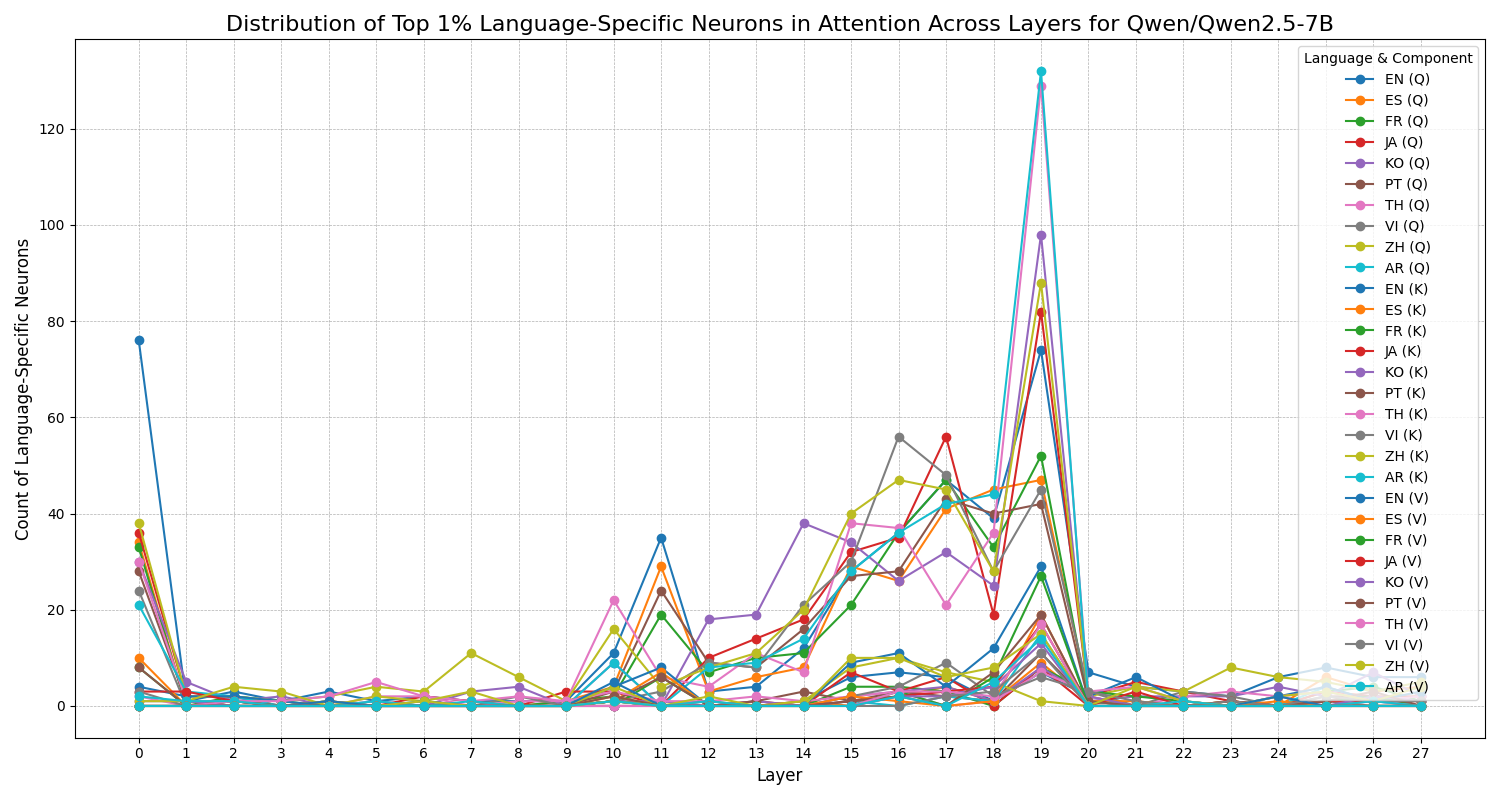 Distribution of Top 1% Language-Specific Neurons in Attention Across Layers for Qwen/Qwen2.5-7B
Count of Language-Specific Neurons
120
100
80
60
40
20
0
Language & Component
EN (Q)
ES (Q)
FR (Q)
JA (Q)
KO (Q)
PT (Q)
TH (Q)
VI (Q)
ZH (Q)
AR (Q)
EN (K)
ES (K)
FR (K)
JA (K)
KO (K)
PT (K)
TH (K)
VI (K)
ZH (K)
AR (K)
EN (V)
ES (V)
FR (V)
JA (V)
KO (V)
PT (V)
TH (V)
VI (V)
ZH (V)
AR (V)
0 1 2 3 4 5 6 7 8 9 10 11 12 13 14 15 16 17 18 19 20 21 22 23 24 25 26 27
Layer